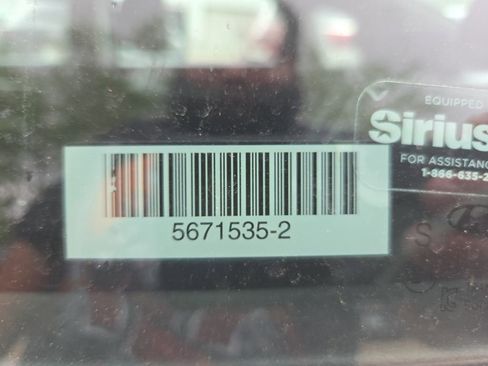 EQUIPPED
Sirius
FOR ASSISTANC
1-866-635-2
5671535-2
S